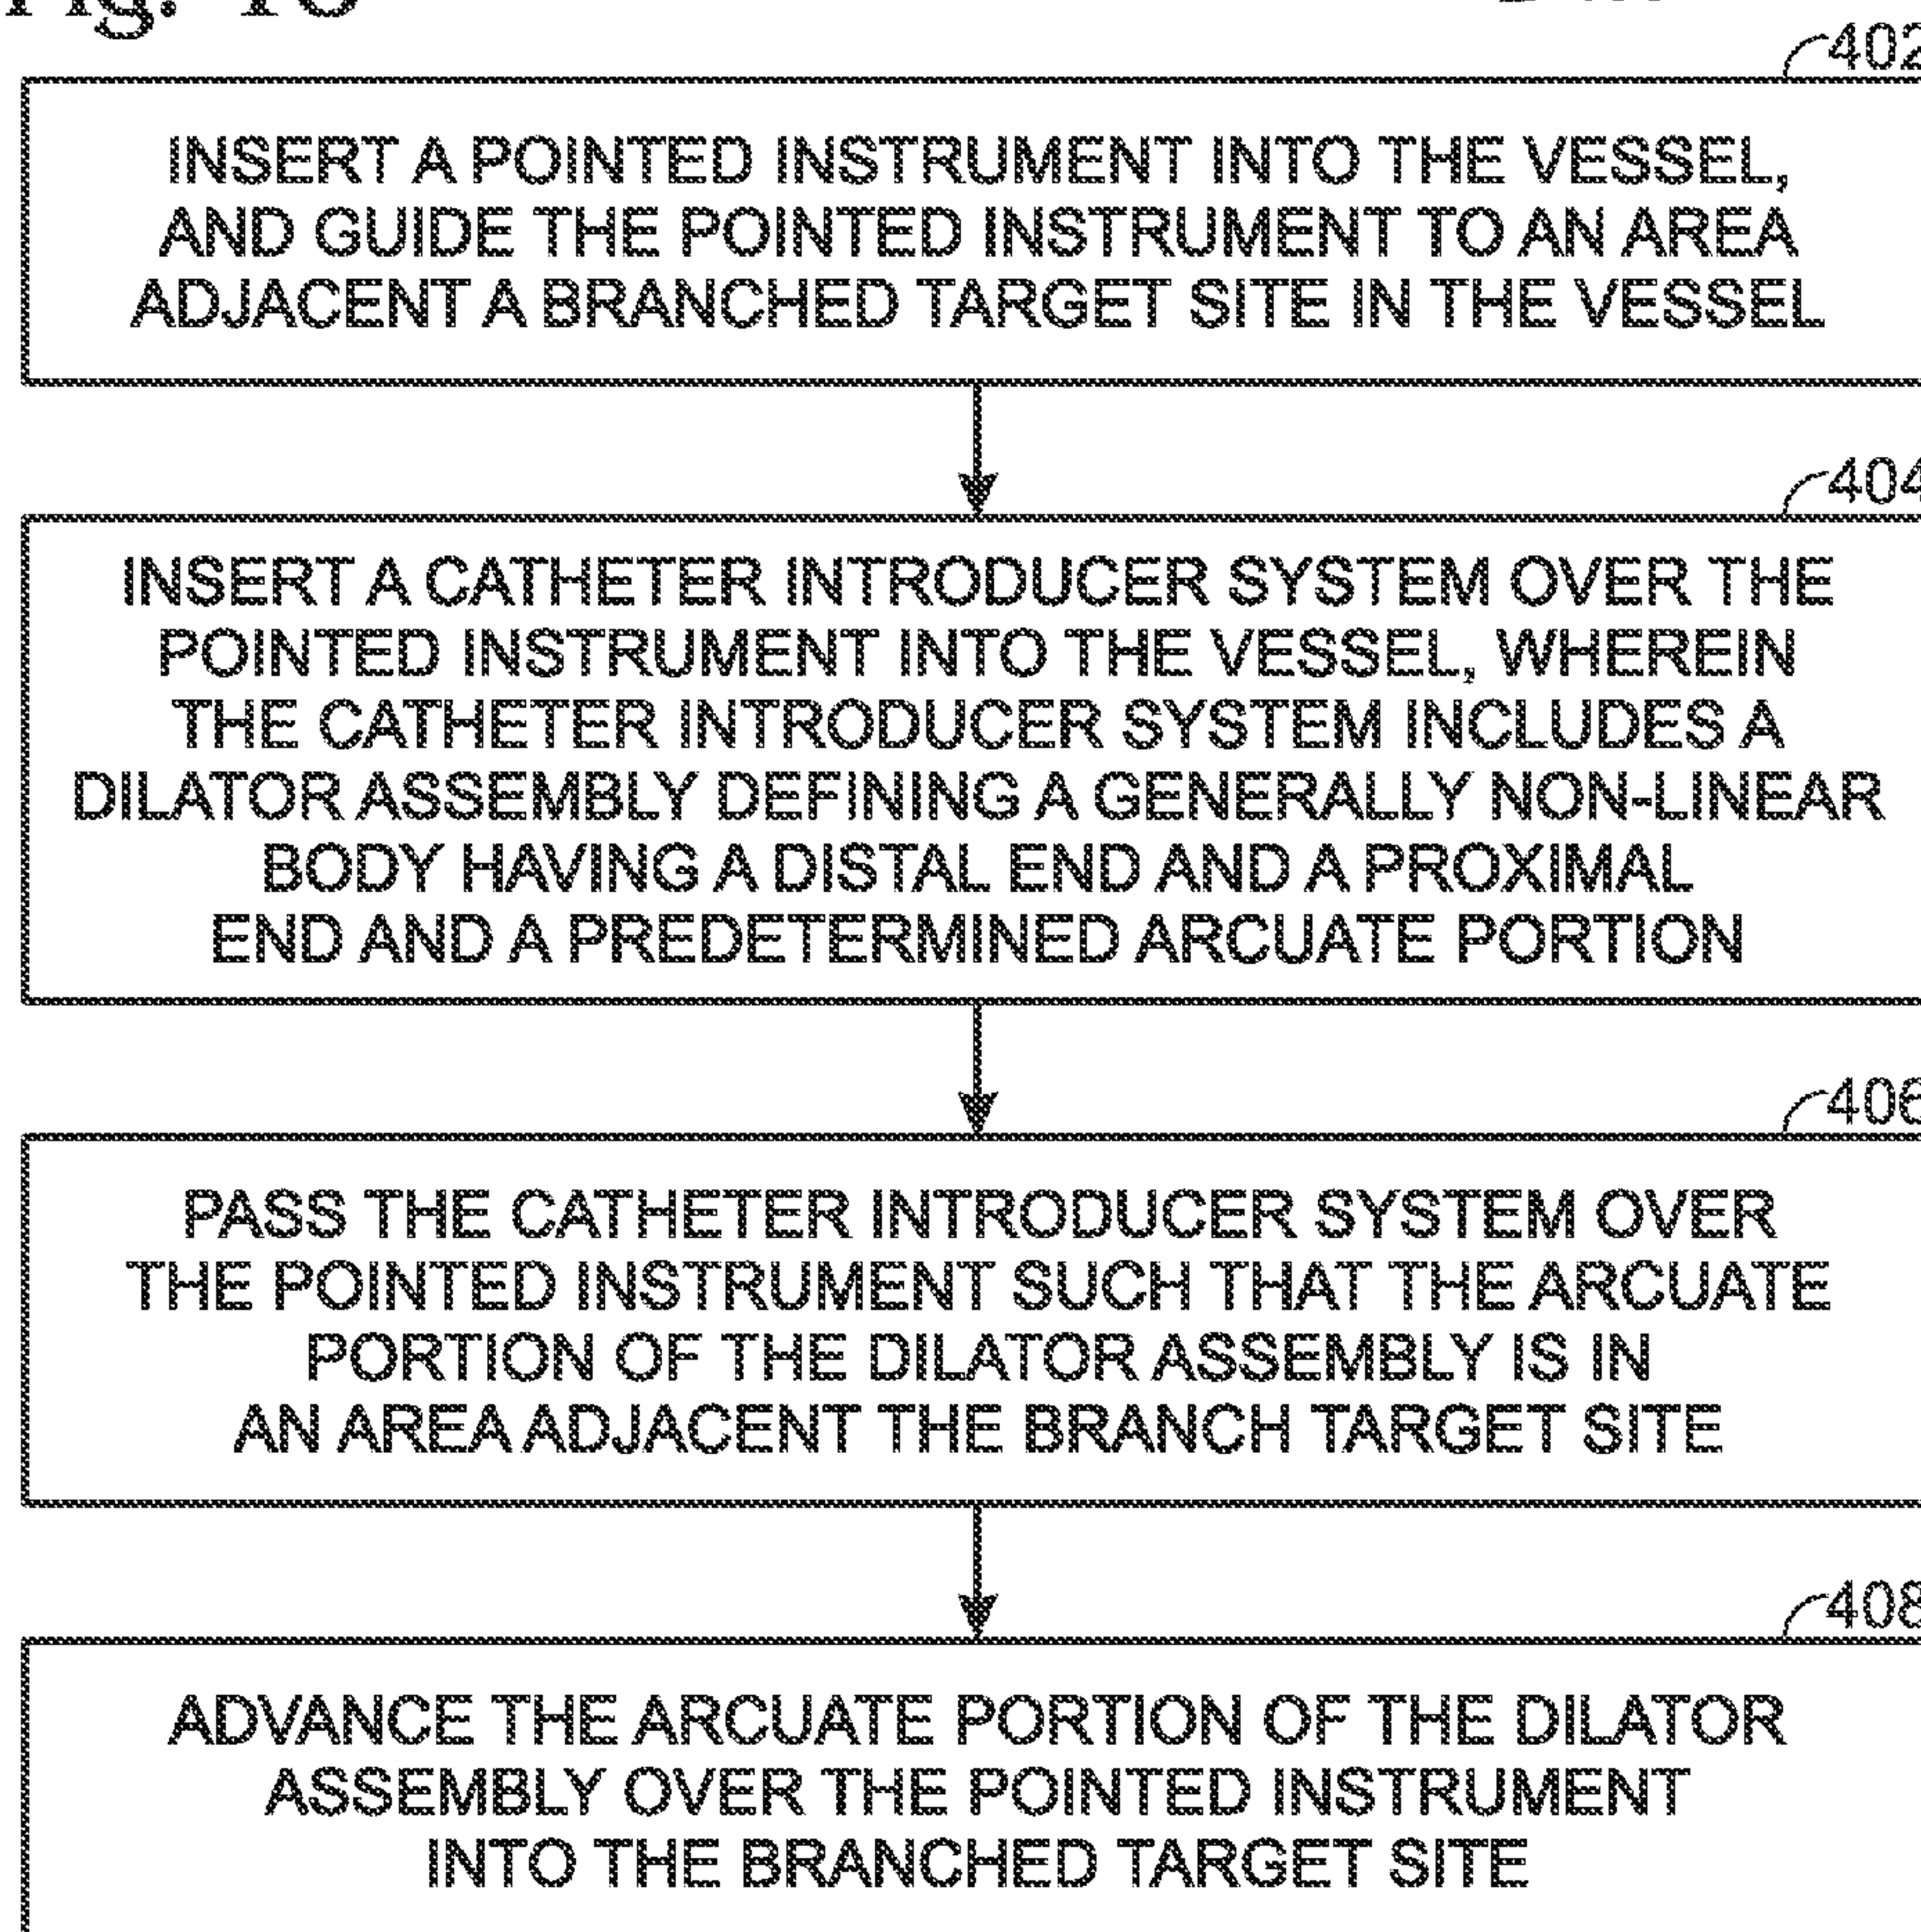 Fig.
402
INSERT A POINTED INSTRUMENT INTO THE VESSEL,
AND GUIDE THE POINTED INSTRUMENT TO AN AREA
ADJACENT A BRANCHED TARGET SITE IN THE VESSEL
404
INSERT A CATHETER INTRODUCER SYSTEM OVER THE
POINTED INSTRUMENT INTO THE VESSEL, WHEREIN
THE CATHETER INTRODUCER SYSTEM INCLUDES A
DILATOR ASSEMBLY DEFINING A GENERALLY NON-LINEAR
BODY HAVING A DISTAL END AND A PROXIMAL
END AND A PREDETERMINED ARCUATE PORTION
406
PASS THE CATHETER INTRODUCER SYSTEM OVER
THE POINTED INSTRUMENT SUCH THAT THE ARCUATE
PORTION OF THE DILATOR ASSEMBLY IS IN
AN AREA ADJACENT THE BRANCH TARGET SITE
408
ADVANCE THE ARCUATE PORTION OF THE DILATOR
ASSEMBLY OVER THE POINTED INSTRUMENT
INTO THE BRANCHED TARGET SITE